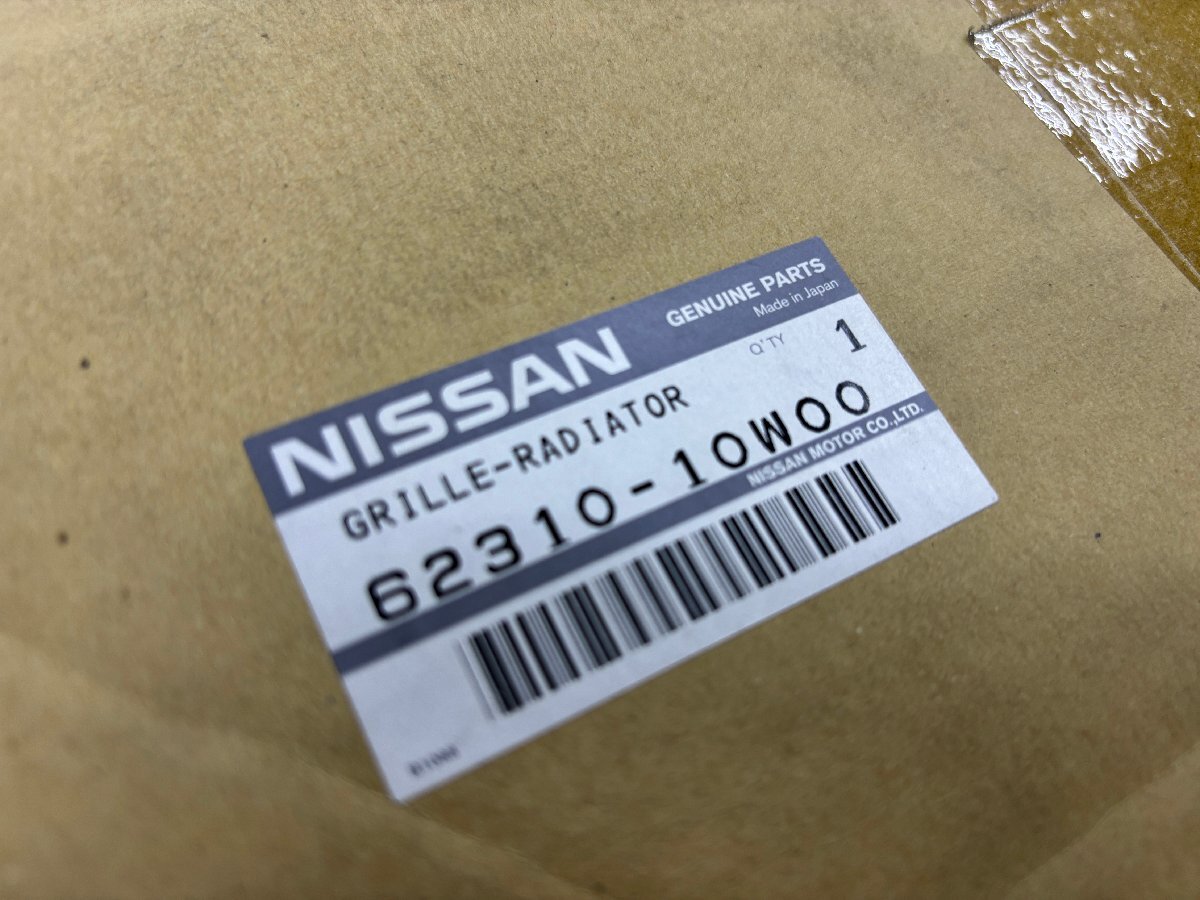 NISSAN
GENUINE PARTS
Made in Japan
GRILLE-RADIATOR
Q'TY 1
62310-10W00
NISSAN MOTOR CO.,LTD.